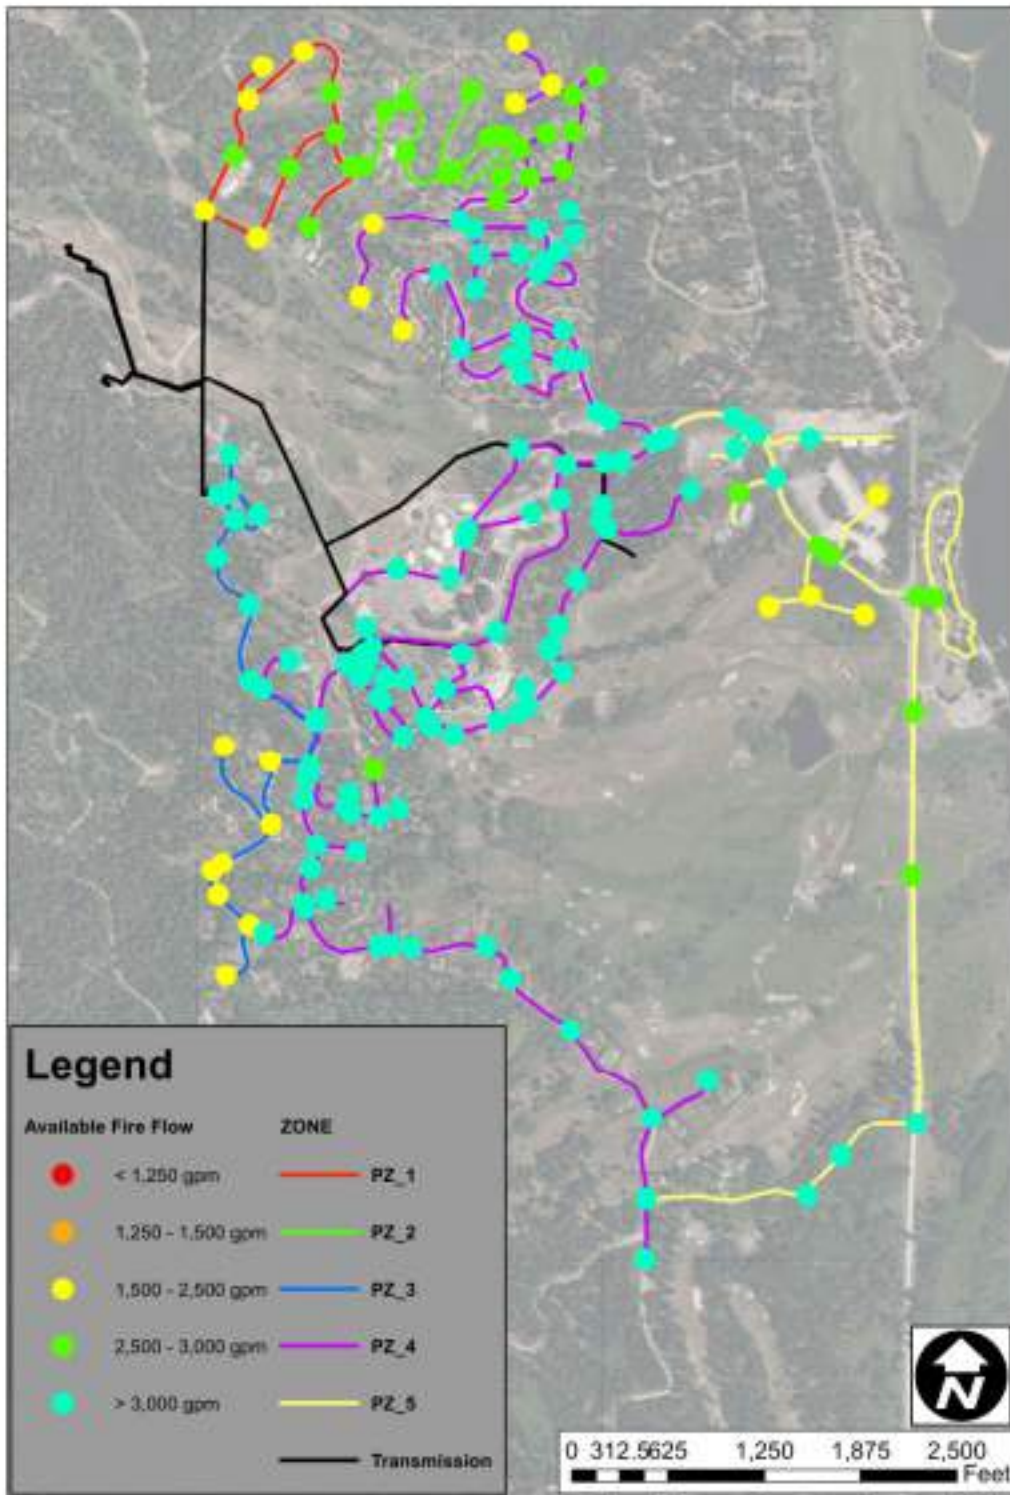 Legend
Available Fire Flow ZONE
< 1,250 gpm PZ_1
1,250 - 1,500 gpm PZ_2
1,500 - 2,500 gpm PZ_3
2,500 - 3,000 gpm PZ_4
> 3,000 gpm PZ_5
Transmission
N
0 312.5625 1,250 1,875 2,500
Feet